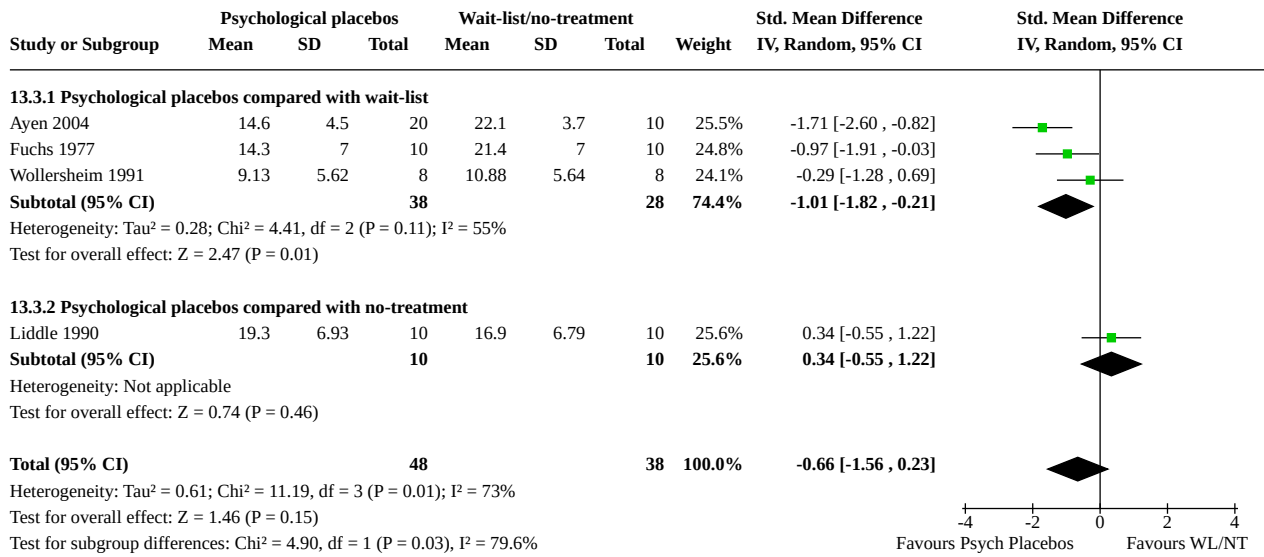 Psychological placebos Wait-list/no-treatment Std. Mean Difference Std. Mean Difference
Study or Subgroup Mean SD Total Mean SD Total Weight IV, Random, 95% CI IV, Random, 95% CI
13.3.1 Psychological placebos compared with wait-list
Ayen 2004 14.6 4.5 20 22.1 3.7 10 25.5% -1.71 [-2.60 , -0.82]
Fuchs 1977 14.3 7 10 21.4 7 10 24.8% -0.97 [-1.91 , -0.03]
Wollersheim 1991 9.13 5.62 8 10.88 5.64 8 24.1% -0.29 [-1.28 , 0.69]
Subtotal (95% CI) 38 28 74.4% -1.01 [-1.82 , -0.21]
Heterogeneity: Tau² = 0.28; Chi² = 4.41, df = 2 (P = 0.11); I² = 55%
Test for overall effect: Z = 2.47 (P = 0.01)
13.3.2 Psychological placebos compared with no-treatment
Liddle 1990 19.3 6.93 10 16.9 6.79 10 25.6% 0.34 [-0.55 , 1.22]
Subtotal (95% CI) 10 10 25.6% 0.34 [-0.55 , 1.22]
Heterogeneity: Not applicable
Test for overall effect: Z = 0.74 (P = 0.46)
Total (95% CI) 48 38 100.0% -0.66 [-1.56 , 0.23]
Heterogeneity: Tau² = 0.61; Chi² = 11.19, df = 3 (P = 0.01); I² = 73%
Test for overall effect: Z = 1.46 (P = 0.15)
-4 -2 0 2 4
Test for subgroup differences: Chi² = 4.90, df = 1 (P = 0.03), I² = 79.6% Favours Psych Placebos Favours WL/NT